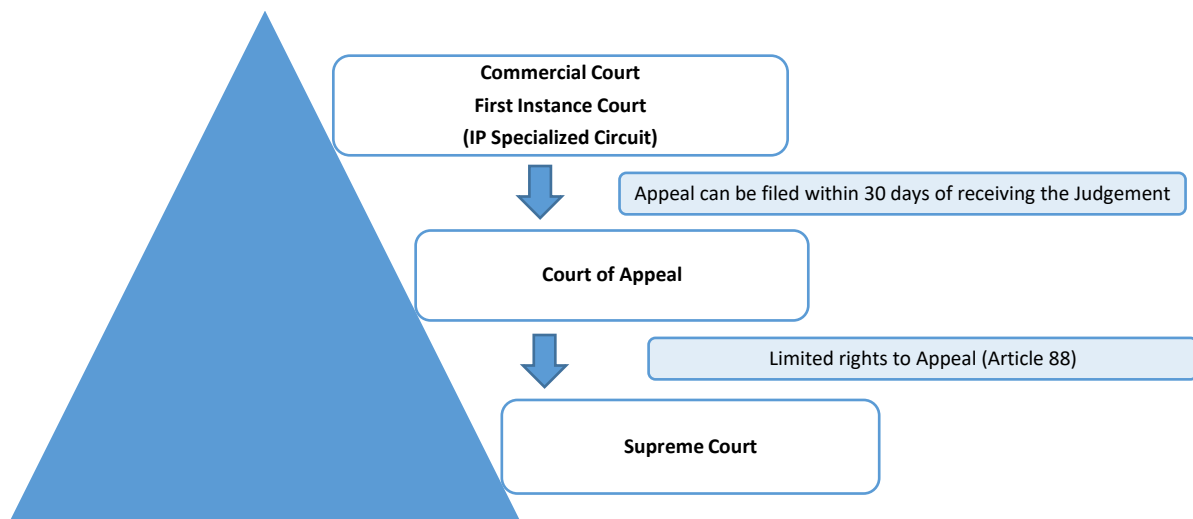 Commercial Court
First Instance Court
(IP Specialized Circuit)
Appeal can be filed within 30 days of receiving the Judgement
Court of Appeal
Limited rights to Appeal (Article 88)
Supreme Court